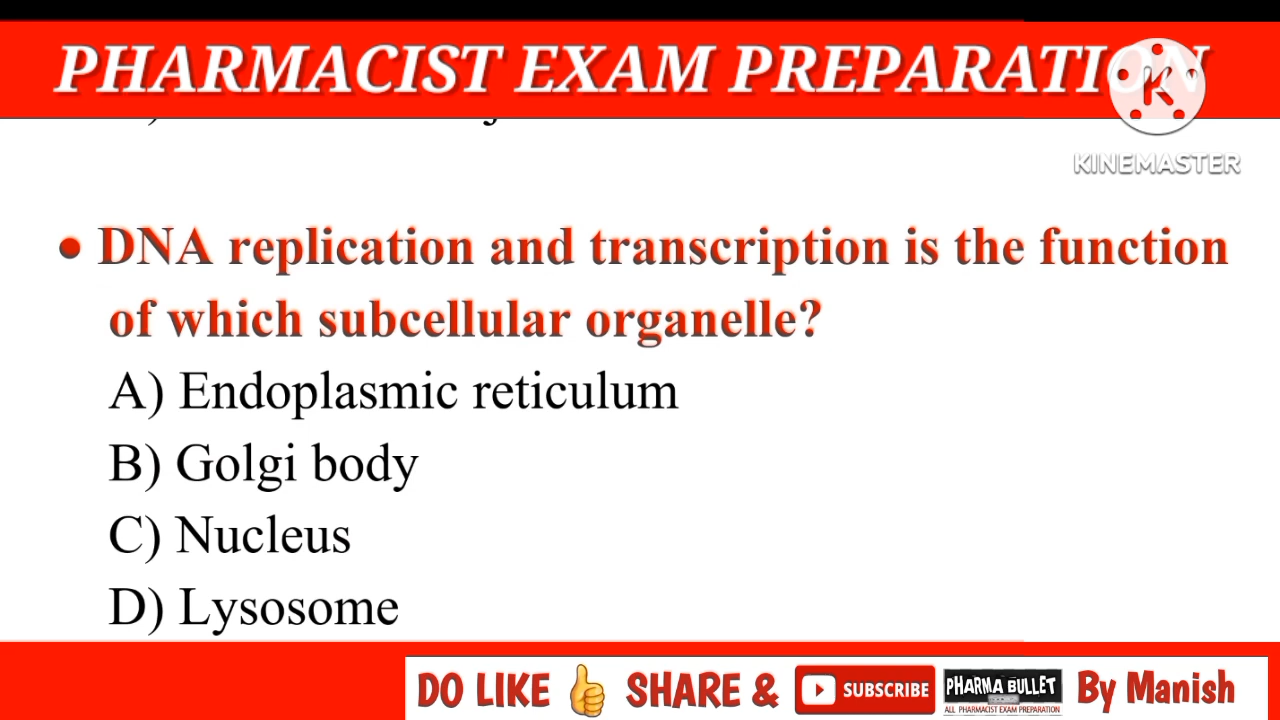 PHARMACIST EXAM PREPARATION
KINEMASTER
• DNA replication and transcription is the function
of which subcellular organelle?
A) Endoplasmic reticulum
B) Golgi body
C) Nucleus
D) Lysosome
DO LIKE 👍 SHARE & SUBSCRIBE PHARMA BULLET By Manish
ALL PHARMACIST EXAM PREPARATION